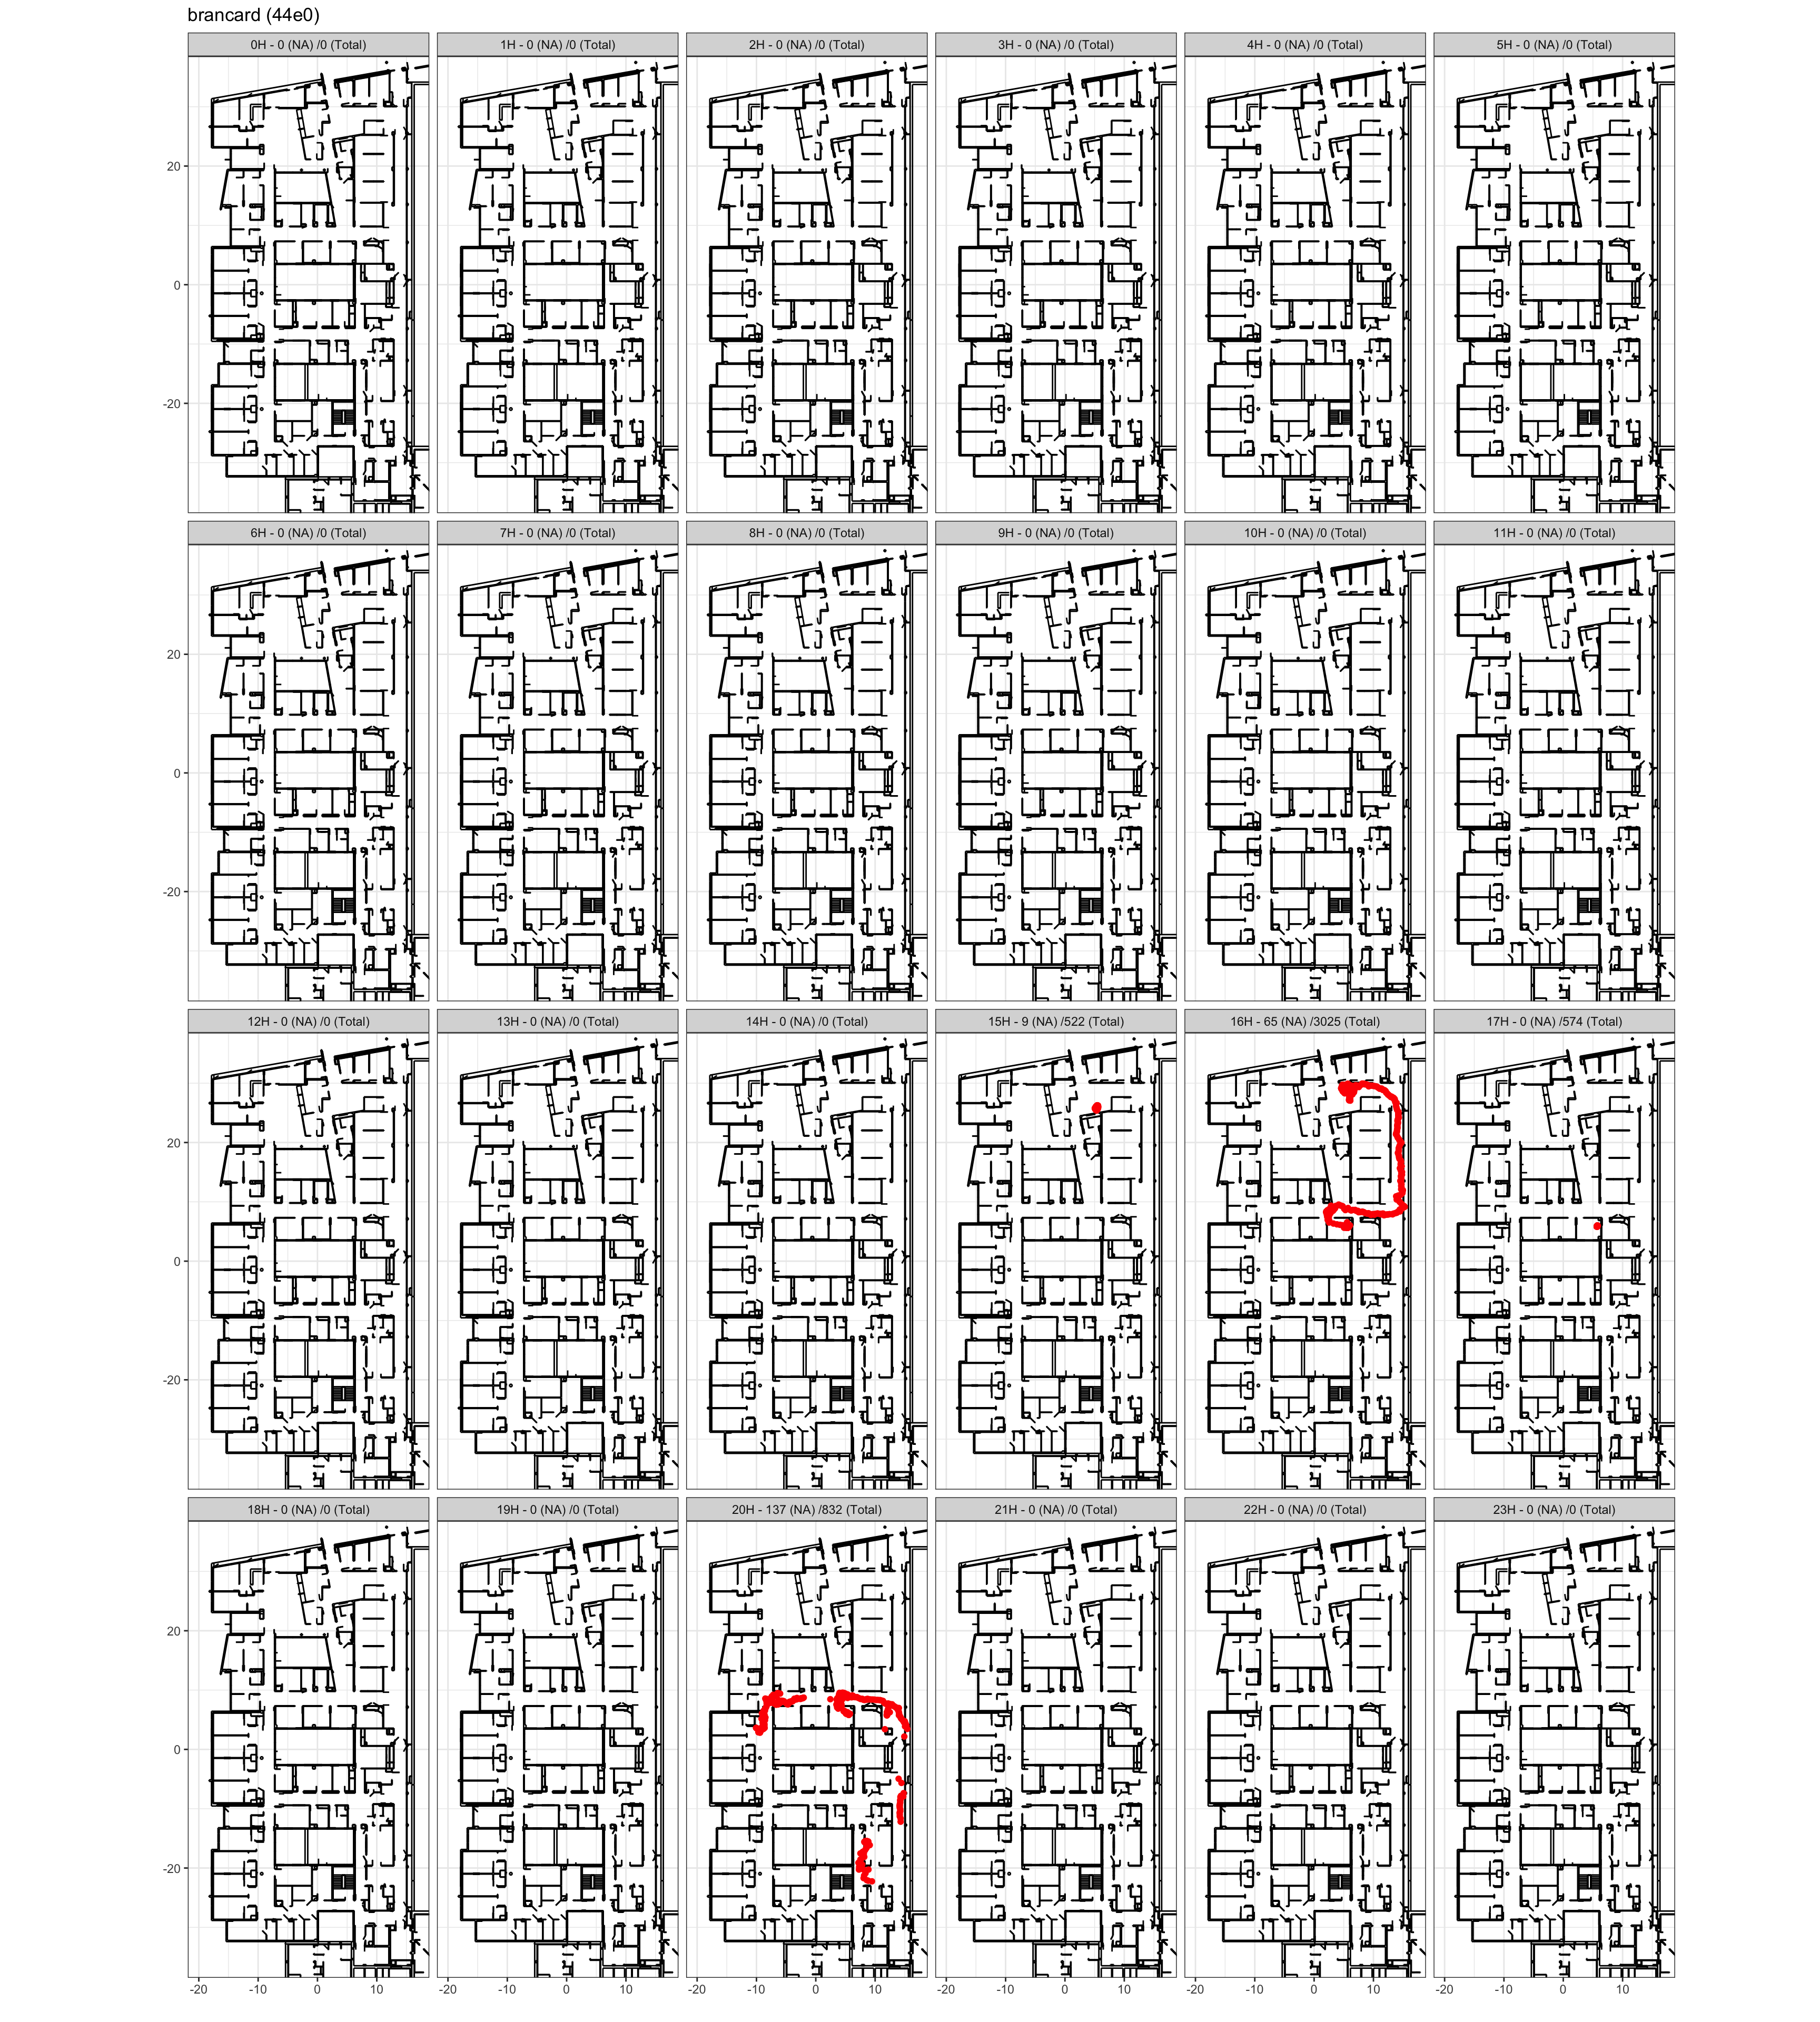 brancard (44e0)
0H - 0 (NA) /0 (Total) 1H - 0 (NA) /0 (Total) 2H - 0 (NA) /0 (Total) 3H - 0 (NA) /0 (Total) 4H - 0 (NA) /0 (Total) 5H - 0 (NA) /0 (Total)
20
0
-20
6H - 0 (NA) /0 (Total) 7H - 0 (NA) /0 (Total) 8H - 0 (NA) /0 (Total) 9H - 0 (NA) /0 (Total) 10H - 0 (NA) /0 (Total) 11H - 0 (NA) /0 (Total)
20
0
-20
12H - 0 (NA) /0 (Total) 13H - 0 (NA) /0 (Total) 14H - 0 (NA) /0 (Total) 15H - 9 (NA) /522 (Total) 16H - 65 (NA) /3025 (Total) 17H - 0 (NA) /574 (Total)
20
0
-20
18H - 0 (NA) /0 (Total) 19H - 0 (NA) /0 (Total) 20H - 137 (NA) /832 (Total) 21H - 0 (NA) /0 (Total) 22H - 0 (NA) /0 (Total) 23H - 0 (NA) /0 (Total)
20
0
-20
-20 -10 0 10 -20 -10 0 10 -20 -10 0 10 -20 -10 0 10 -20 -10 0 10 -20 -10 0 10